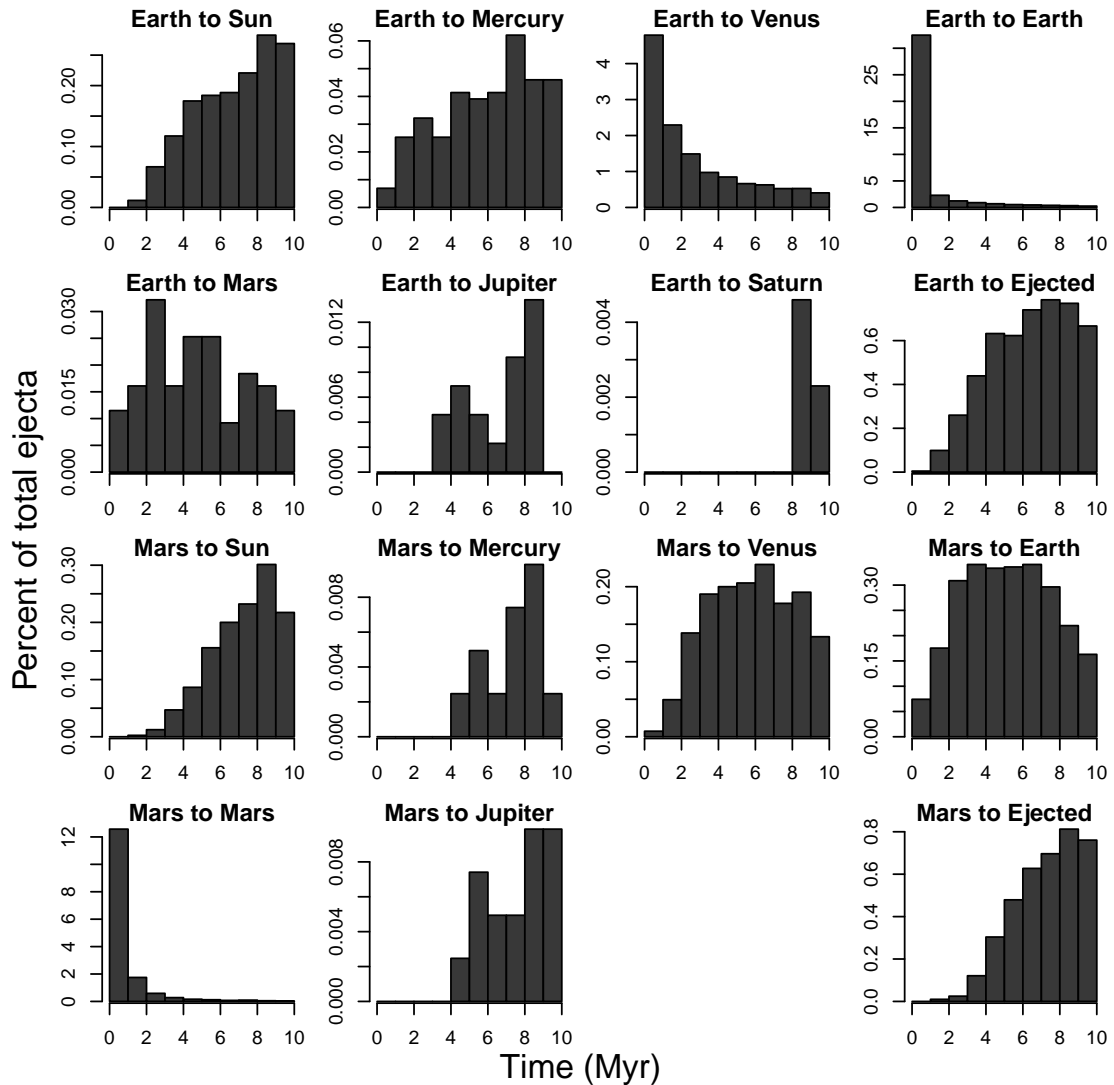 Percent of total ejecta
Earth to Sun
0.00 0.10 0.20
0 2 4 6 8 10
Earth to Mercury
0.00 0.02 0.04 0.06
0 2 4 6 8 10
Earth to Venus
0 1 2 3 4
0 2 4 6 8 10
Earth to Earth
0 5 15 25
0 2 4 6 8 10
Earth to Mars
0.000 0.015 0.030
0 2 4 6 8 10
Earth to Jupiter
0.000 0.006 0.012
0 2 4 6 8 10
Earth to Saturn
0.000 0.002 0.004
0 2 4 6 8 10
Earth to Ejected
0.0 0.2 0.4 0.6
0 2 4 6 8 10
Mars to Sun
0.00 0.10 0.20 0.30
0 2 4 6 8 10
Mars to Mercury
0.000 0.004 0.008
0 2 4 6 8 10
Mars to Venus
0.00 0.10 0.20
0 2 4 6 8 10
Mars to Earth
0.00 0.15 0.30
0 2 4 6 8 10
Mars to Mars
0 2 4 6 8 10 12
0 2 4 6 8 10
Mars to Jupiter
0.000 0.004 0.008
0 2 4 6 8 10
Mars to Ejected
0.0 0.2 0.4 0.6 0.8
0 2 4 6 8 10
Time (Myr)